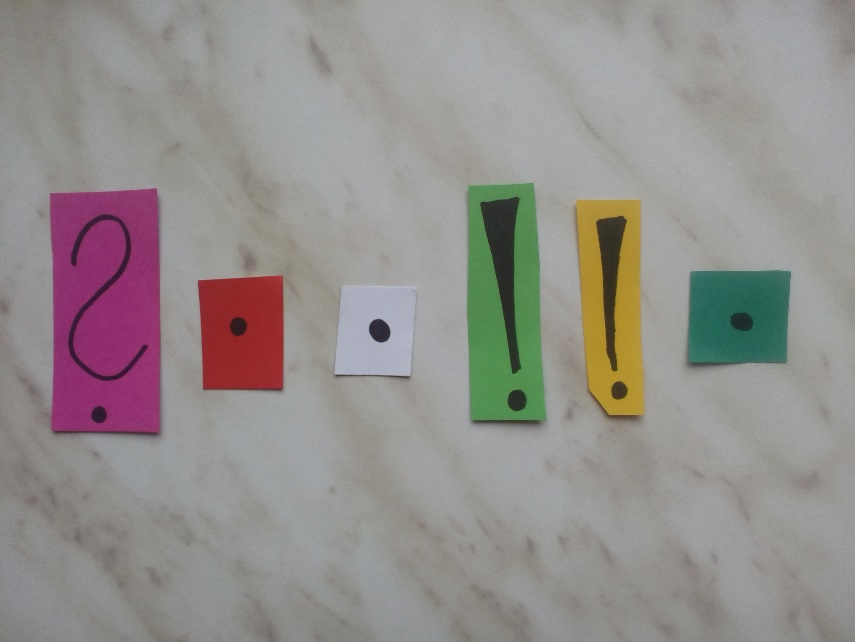 ? . . ! ! .